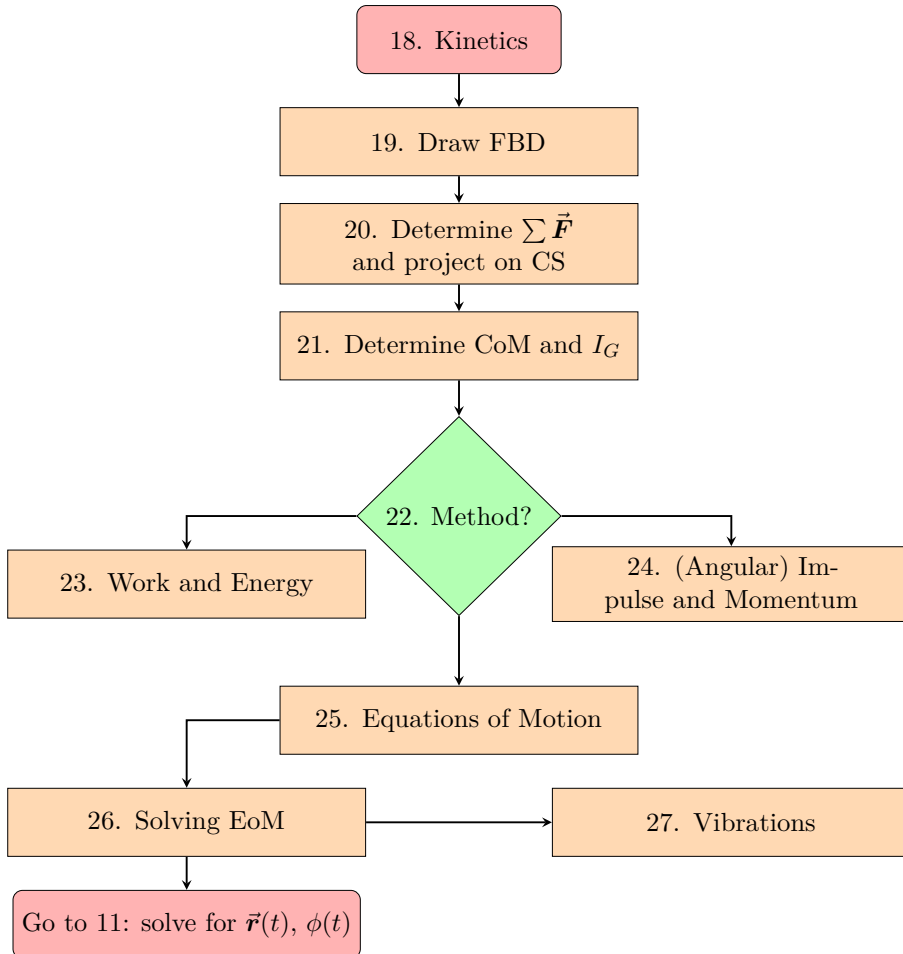 18. Kinetics
19. Draw FBD
20. Determine ∑ F⃗
and project on CS
21. Determine CoM and I_G
22. Method?
23. Work and Energy
24. (Angular) Im-
pulse and Momentum
25. Equations of Motion
26. Solving EoM
27. Vibrations
Go to 11: solve for r⃗(t), ϕ(t)